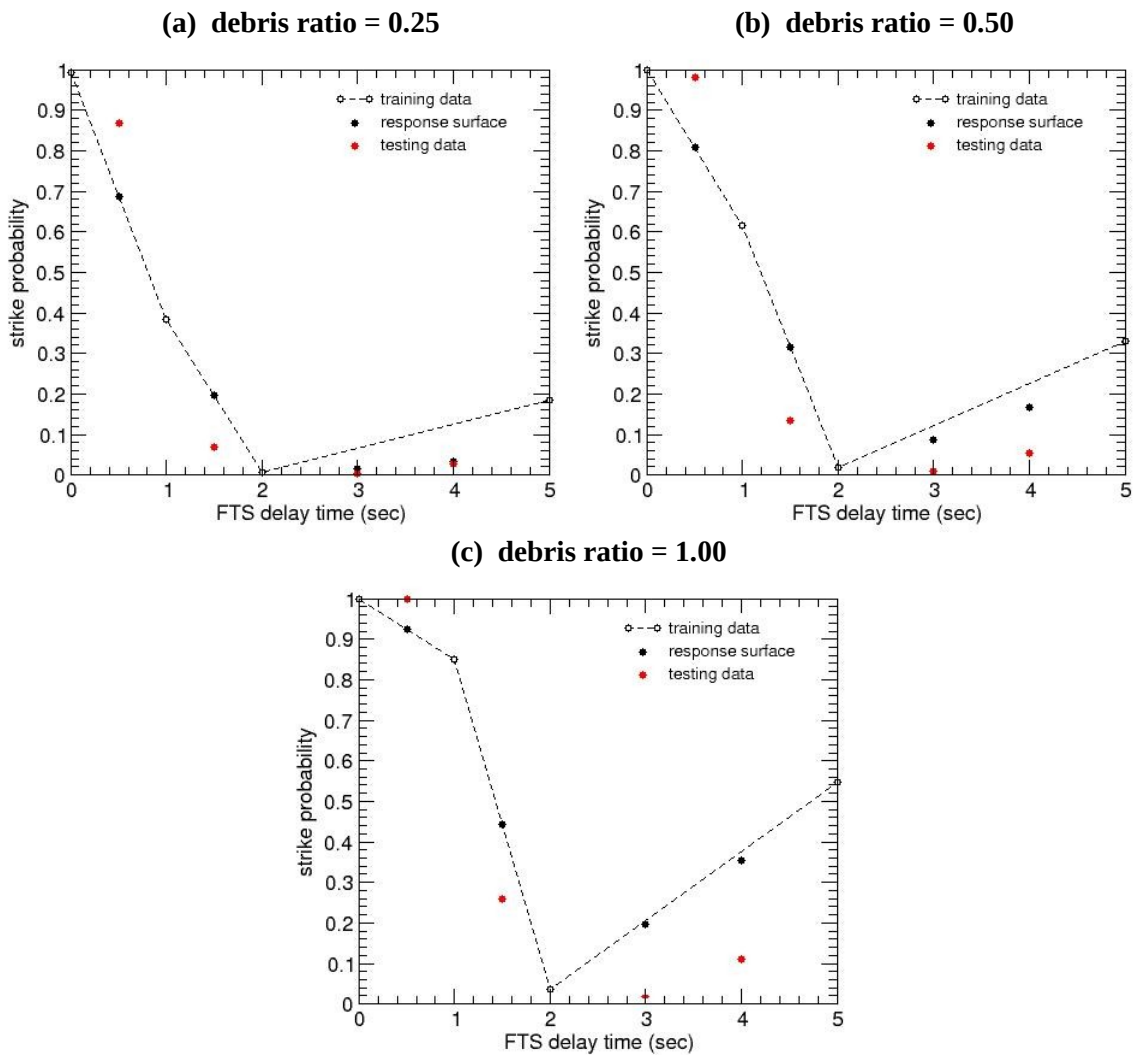 (a) debris ratio = 0.25
(b) debris ratio = 0.50
1
0.9
0.8
0.7
0.6
0.5
0.4
0.3
0.2
0.1
0
strike probability
training data
response surface
testing data
0 1 2 3 4 5
FTS delay time (sec)
1
0.9
0.8
0.7
0.6
0.5
0.4
0.3
0.2
0.1
0
strike probability
training data
response surface
testing data
0 1 2 3 4 5
FTS delay time (sec)
(c) debris ratio = 1.00
1
0.9
0.8
0.7
0.6
0.5
0.4
0.3
0.2
0.1
0
strike probability
training data
response surface
testing data
0 1 2 3 4 5
FTS delay time (sec)